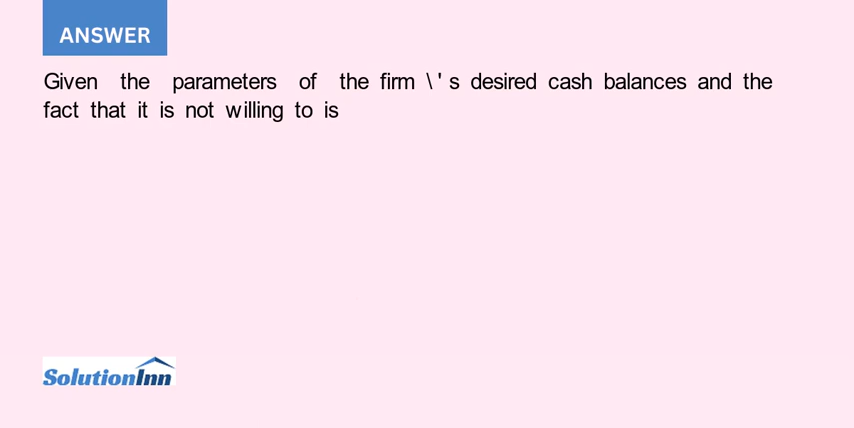 ANSWER
Given the parameters of the firm \ ' s desired cash balances and the
fact that it is not willing to is
SolutionInn